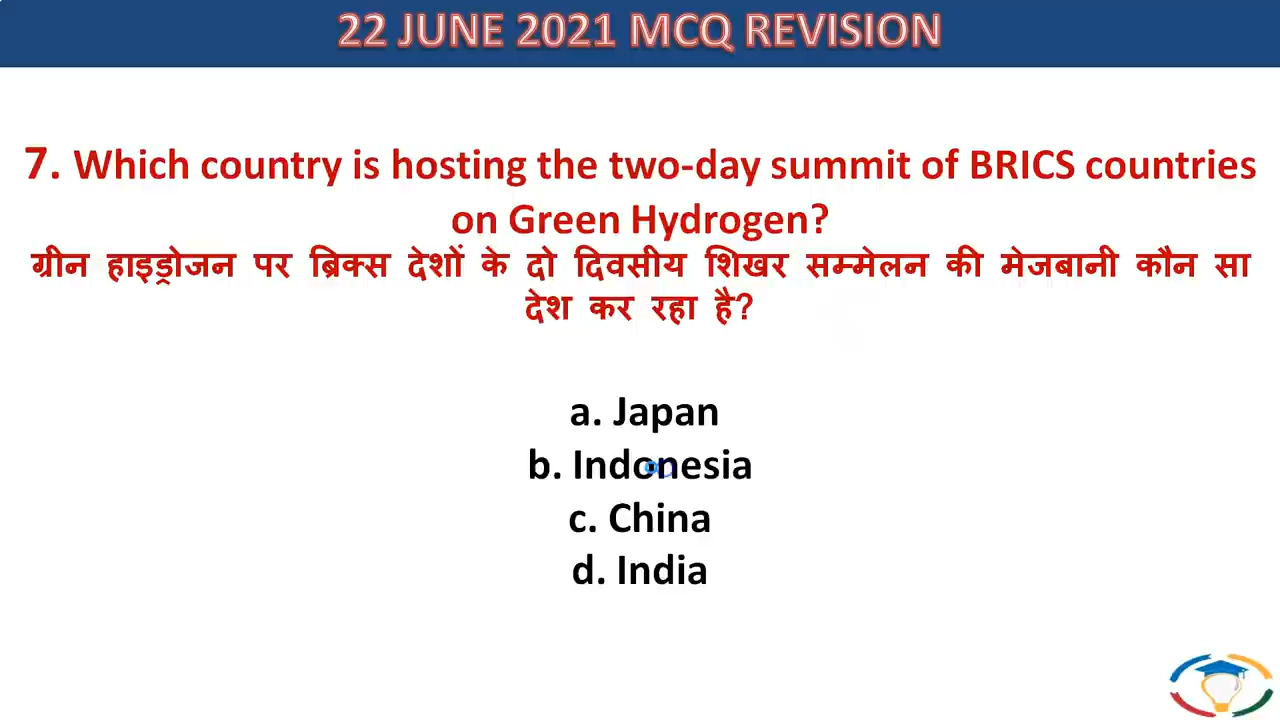 22 JUNE 2021 MCQ REVISION
7. Which country is hosting the two-day summit of BRICS countries
on Green Hydrogen?
ग्रीन हाइड्रोजन पर ब्रिक्स देशों के दो दिवसीय शिखर सम्मेलन की मेजबानी कौन सा
देश कर रहा है?
a. Japan
b. Indonesia
c. China
d. India